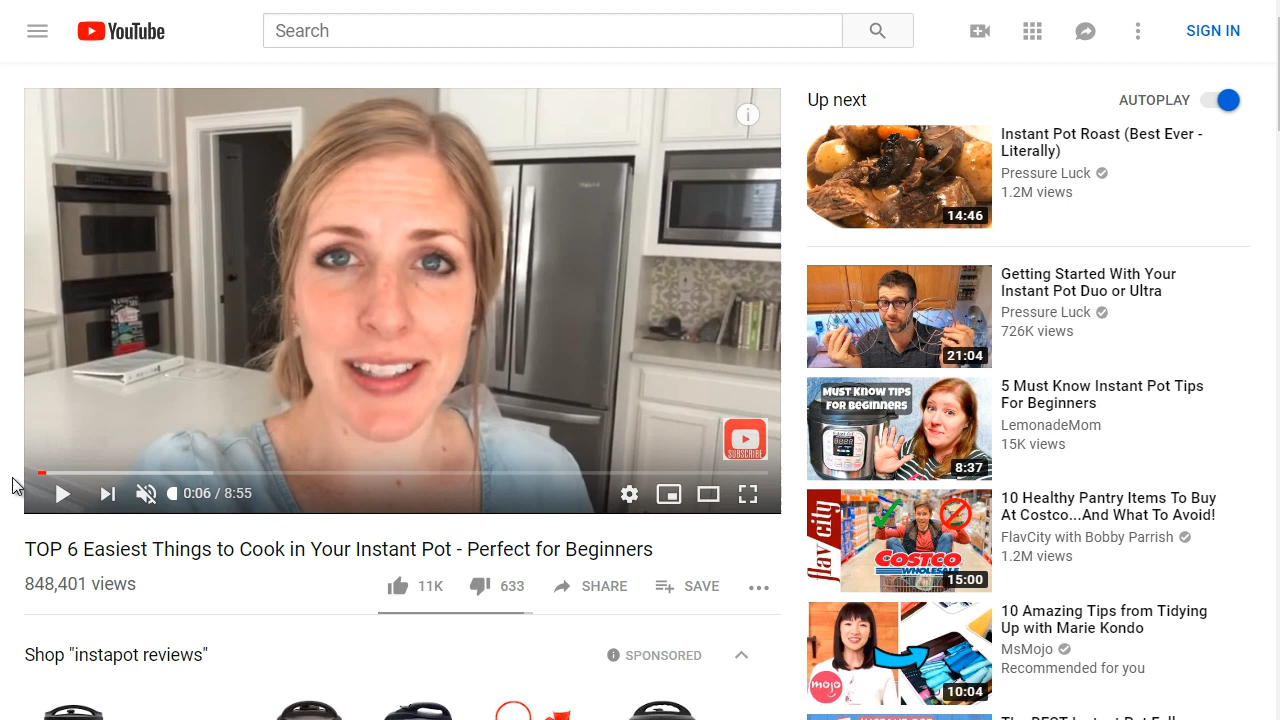 YouTube
Search
SIGN IN
SUBSCRIBE
0:06 / 8:55
TOP 6 Easiest Things to Cook in Your Instant Pot - Perfect for Beginners
848,401 views
11K
633
SHARE
SAVE
Shop "instapot reviews"
SPONSORED
Up next
AUTOPLAY
14:46
Instant Pot Roast (Best Ever -
Literally)
Pressure Luck
1.2M views
21:04
Getting Started With Your
Instant Pot Duo or Ultra
Pressure Luck
726K views
MUST KNOW TIPS
FOR BEGINNERS
8:37
5 Must Know Instant Pot Tips
For Beginners
LemonadeMom
15K views
flav city
COSTCO
WHOLESALE
15:00
10 Healthy Pantry Items To Buy
At Costco...And What To Avoid!
FlavCity with Bobby Parrish
1.2M views
mojo
10:04
10 Amazing Tips from Tidying
Up with Marie Kondo
MsMojo
Recommended for you